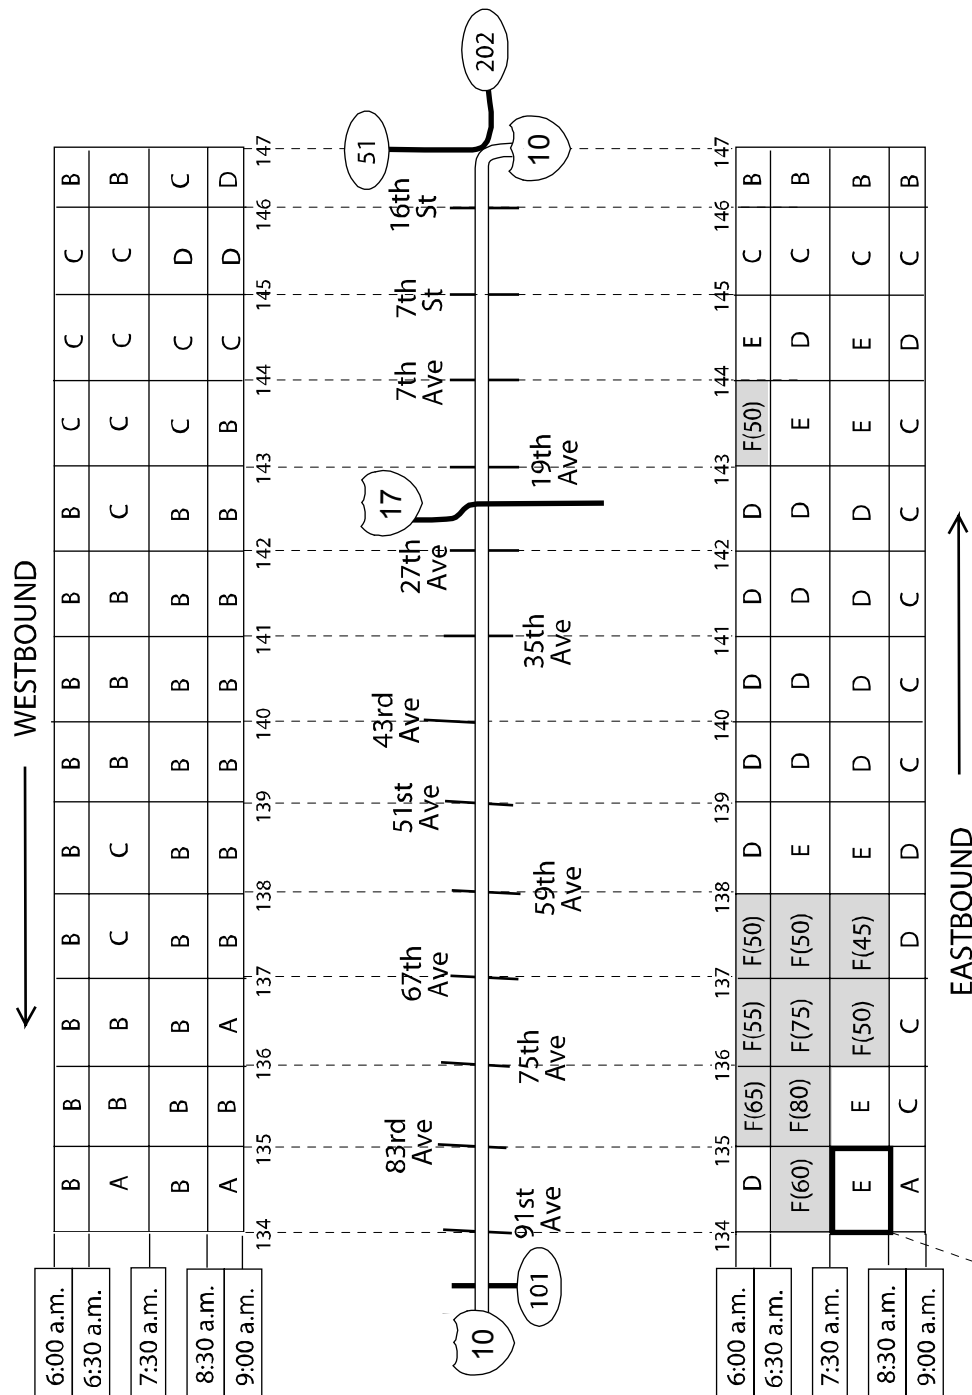 WESTBOUND
6:00 a.m.
B B B B B B B B B C C C B
6:30 a.m.
A B B C C B B B C C C C B
7:30 a.m.
B B B B B B B B B C C D C
8:30 a.m.
A B A B B B B B B B C D D
9:00 a.m.
134 135 136 137 138 139 140 141 142 143 144 145 146 147
51
17
83rd Ave
67th Ave
51st Ave
43rd Ave
27th Ave
7th Ave
7th St
16th St
10
202
101
91st Ave
75th Ave
59th Ave
35th Ave
19th Ave
10
134 135 136 137 138 139 140 141 142 143 144 145 146 147
6:00 a.m.
D F(65) F(55) F(50) D D D D D F(50) E C B
6:30 a.m.
F(60) F(80) F(75) F(50) E D D D D E D C B
7:30 a.m.
E E F(50) F(45) E D D D D E E C B
8:30 a.m.
A C C D D C C C C C D C B
9:00 a.m.
EASTBOUND